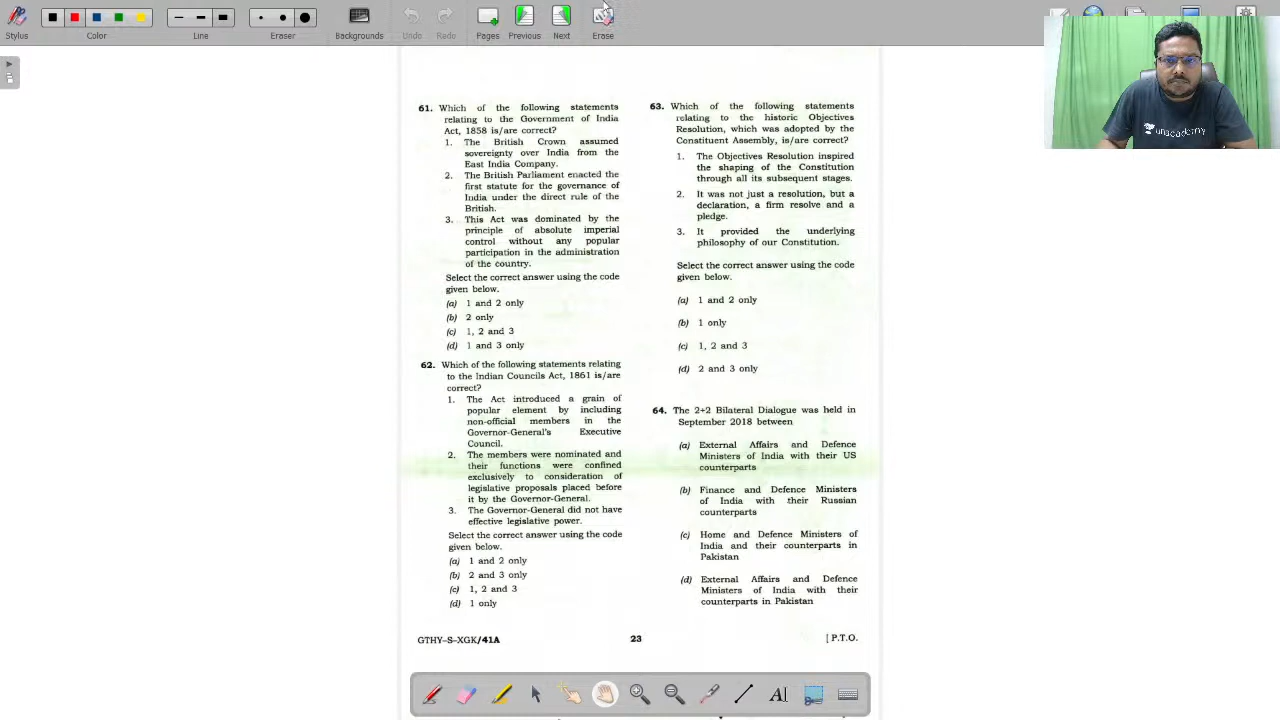 Stylus
Color
Line
Eraser
Backgrounds
Undo
Redo
Pages
Previous
Next
Erase
unacademy
61. Which of the following statements
relating to the Government of India
Act, 1858 is/are correct?
1. The British Crown assumed
sovereignty over India from the
East India Company.
2. The British Parliament enacted the
first statute for the governance of
India under the direct rule of the
British.
3. This Act was dominated by the
principle of absolute imperial
control without any popular
participation in the administration
of the country.
Select the correct answer using the code
given below.
(a) 1 and 2 only
(b) 2 only
(c) 1, 2 and 3
(d) 1 and 3 only
62. Which of the following statements relating
to the Indian Councils Act, 1861 is/are
correct?
1. The Act introduced a grain of
popular element by including
non-official members in the
Governor-General's Executive
Council.
2. The members were nominated and
their functions were confined
exclusively to consideration of
legislative proposals placed before
it by the Governor-General.
3. The Governor-General did not have
effective legislative power.
Select the correct answer using the code
given below.
(a) 1 and 2 only
(b) 2 and 3 only
(c) 1, 2 and 3
(d) 1 only
63. Which of the following statements
relating to the historic Objectives
Resolution, which was adopted by the
Constituent Assembly, is/are correct?
1. The Objectives Resolution inspired
the shaping of the Constitution
through all its subsequent stages.
2. It was not just a resolution, but a
declaration, a firm resolve and a
pledge.
3. It provided the underlying
philosophy of our Constitution.
Select the correct answer using the code
given below.
(a) 1 and 2 only
(b) 1 only
(c) 1, 2 and 3
(d) 2 and 3 only
64. The 2+2 Bilateral Dialogue was held in
September 2018 between
(a) External Affairs and Defence
Ministers of India with their US
counterparts
(b) Finance and Defence Ministers
of India with their Russian
counterparts
(c) Home and Defence Ministers of
India and their counterparts in
Pakistan
(d) External Affairs and Defence
Ministers of India with their
counterparts in Pakistan
GTHY-S-XGK/41A
23
[ P.T.O.
AI